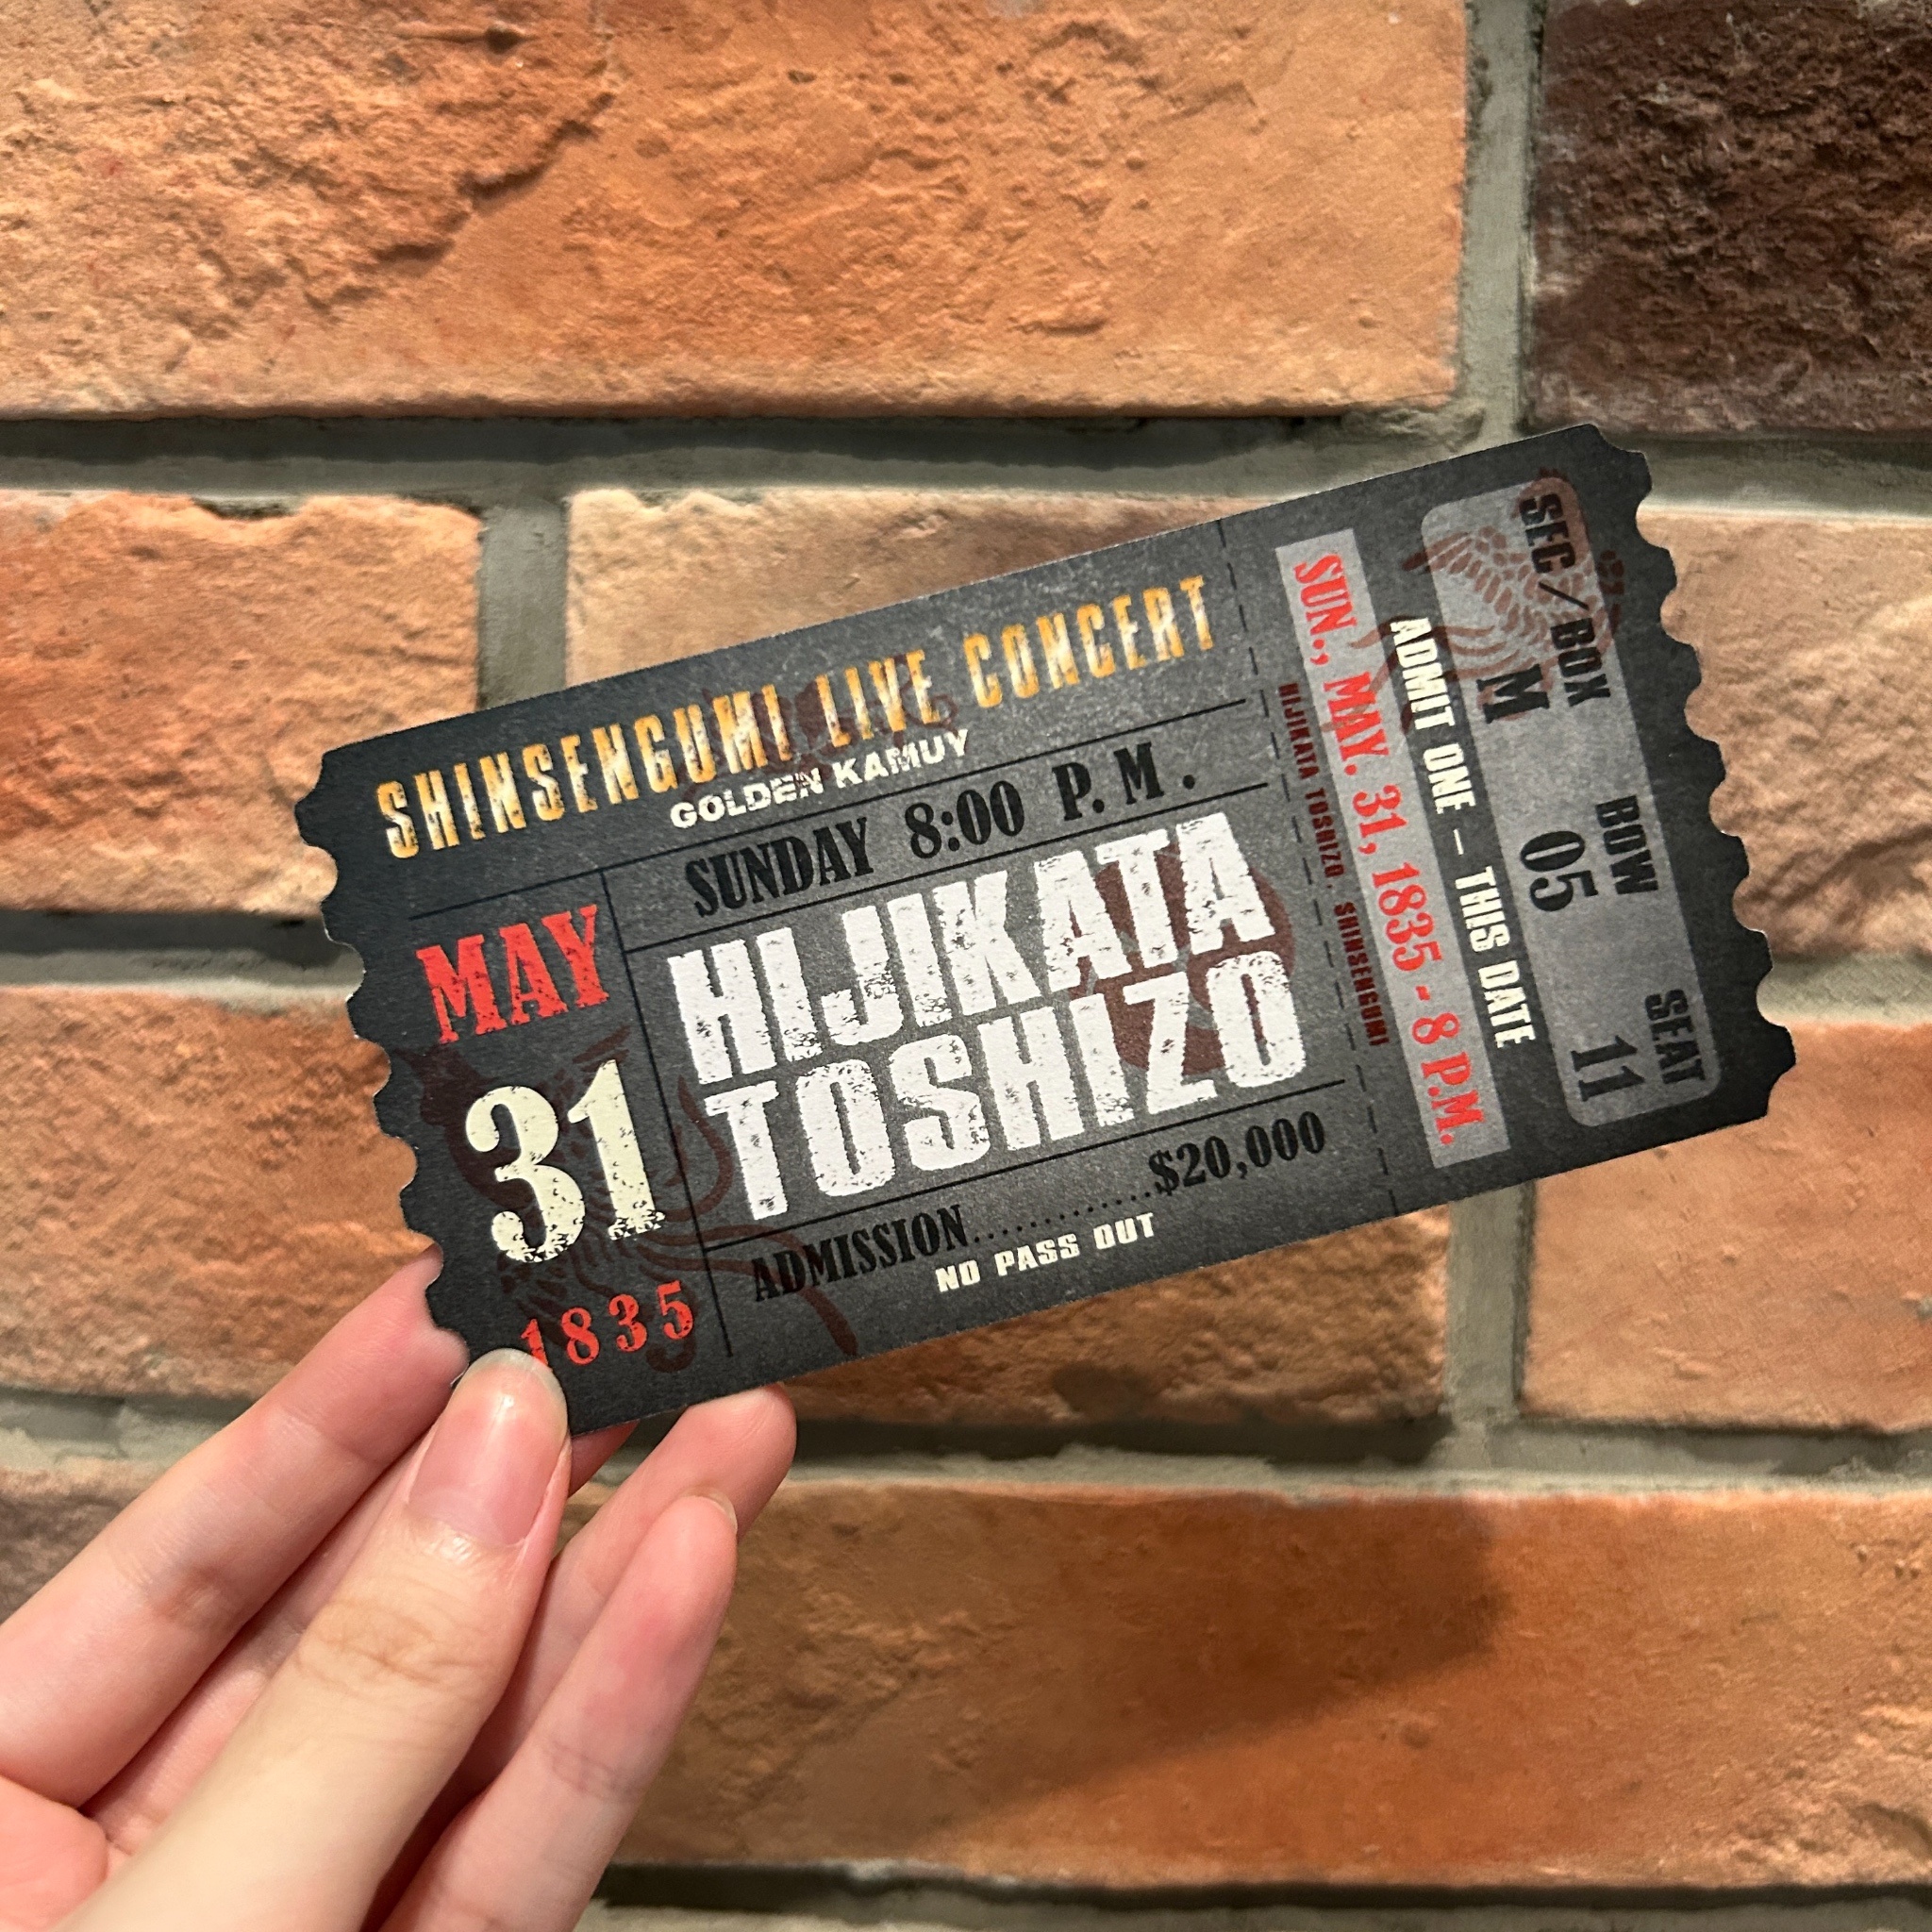 SHINSENGUMI LIVE CONCERT
GOLDEN KAMUY
SUNDAY 8:00 P.M.
MAY
31
1835
HIJIKATA
TOSHIZO
ADMISSION............$20,000
NO PASS OUT
HIJIKATA TOSHIZO. SHINSENGUMI
SUN., MAY. 31, 1835 - 8 P.M.
ADMIT ONE - THIS DATE
SEC/BOX ROW SEAT
M 05 11